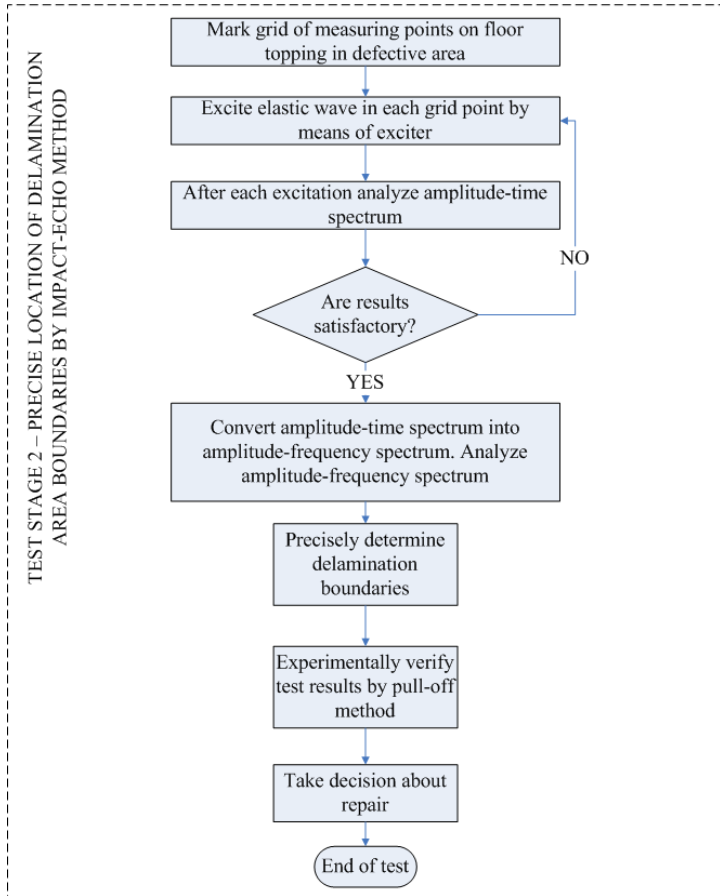 TEST STAGE 2 – PRECISE LOCATION OF DELAMINATION
AREA BOUNDARIES BY IMPACT-ECHO METHOD
Mark grid of measuring points on floor
topping in defective area
Excite elastic wave in each grid point by
means of exciter
After each excitation analyze amplitude-time
spectrum
Are results
satisfactory?
NO
YES
Convert amplitude-time spectrum into
amplitude-frequency spectrum. Analyze
amplitude-frequency spectrum
Precisely determine
delamination
boundaries
Experimentally verify
test results by pull-off
method
Take decision about
repair
End of test